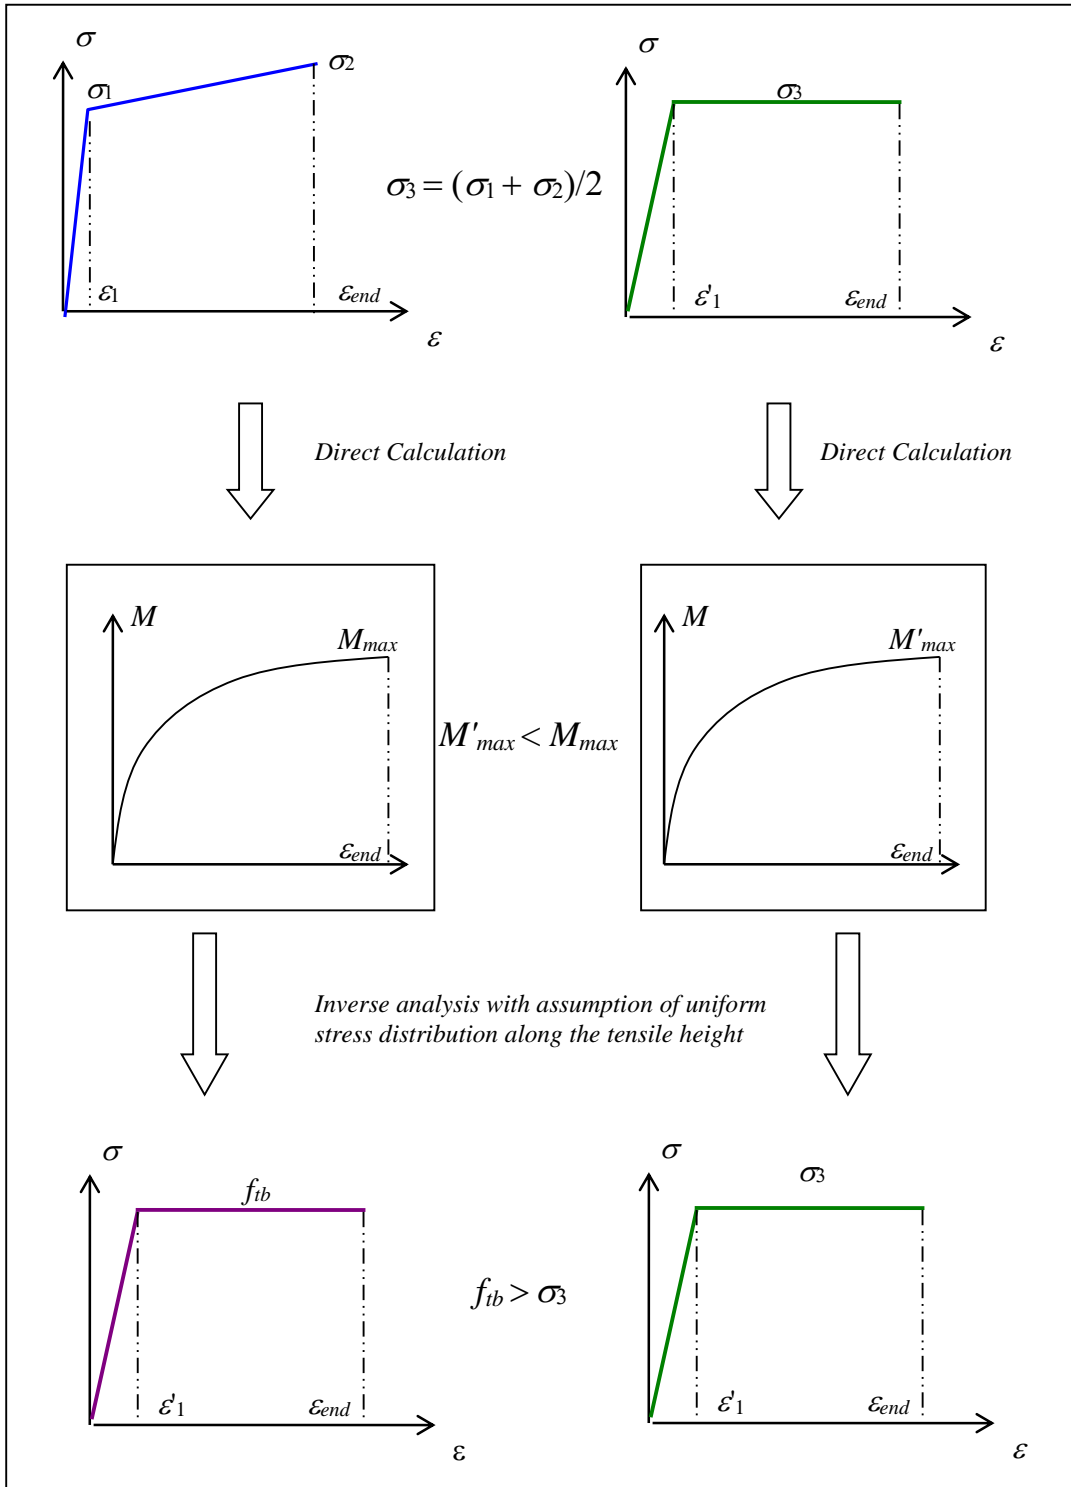 σ
σ1
σ2
ε1
εend
ε
σ3 = (σ1 + σ2)/2
σ
σ3
ε'1
εend
ε
Direct Calculation
Direct Calculation
M
Mmax
εend
M'max < Mmax
M
M'max
εend
Inverse analysis with assumption of uniform
stress distribution along the tensile height
σ
ftb
ε'1
εend
ε
ftb > σ3
σ
σ3
ε'1
εend
ε